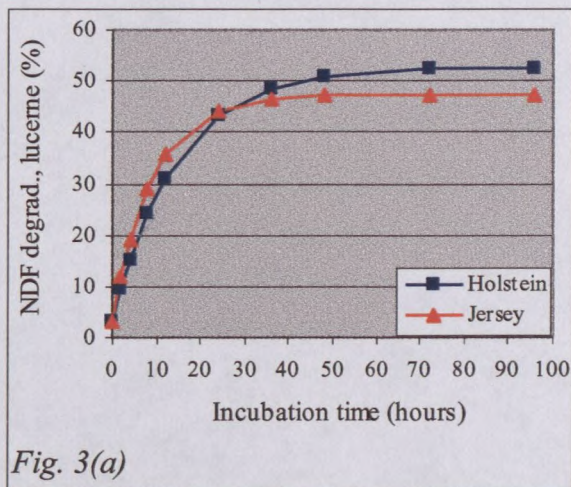 60
50
40
30
20
10
0
NDF degrad., lucerne (%)
0 10 20 30 40 50 60 70 80 90 100
Incubation time (hours)
Holstein
Jersey
Fig. 3(a)